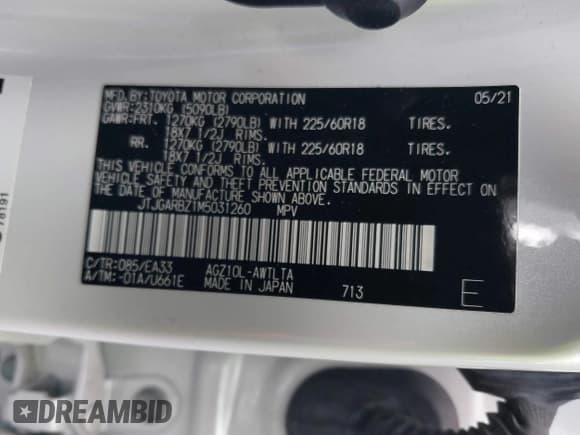 MFD.BY:TOYOTA MOTOR CORPORATION 05/21
GVWR:2310KG (5090LB)
GAWR:FRT. 1270KG (2790LB) WITH 225/60R18 TIRES.
18X7 1/2J RIMS.
RR. 1270KG (2790LB) WITH 225/60R18 TIRES.
18X7 1/2J RIMS.
THIS VEHICLE CONFORMS TO ALL APPLICABLE FEDERAL MOTOR
VEHICLE SAFETY AND THEFT PREVENTION STANDARDS IN EFFECT ON
THE DATE OF MANUFACTURE SHOWN ABOVE.
JTJGARBZ1M5031260 MPV
C/TR:085/EA33 AGZ10L-AWTLTA
A/TM:-01A/U661E MADE IN JAPAN 713 E
78191
DREAMBID